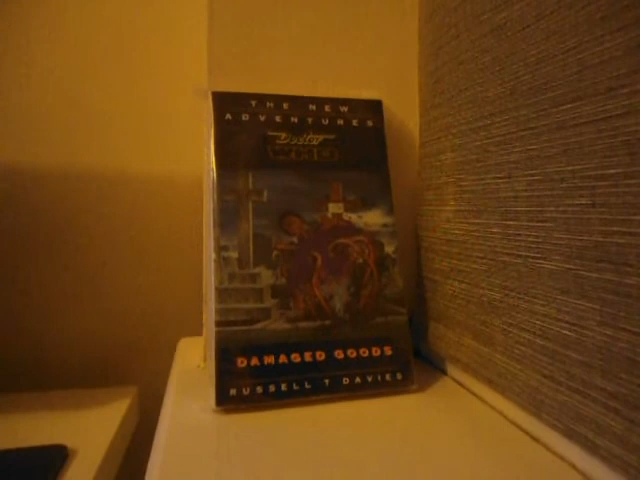 THE NEW
ADVENTURES
Doctor
WHO
DAMAGED GOODS
RUSSELL T DAVIES